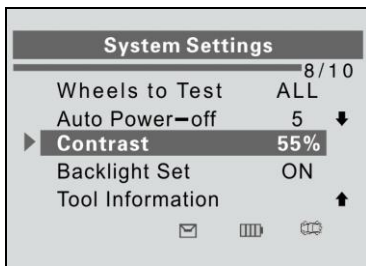 System Settings
8/10
Wheels to Test ALL
Auto Power-off 5
Contrast 55%
Backlight Set ON
Tool Information